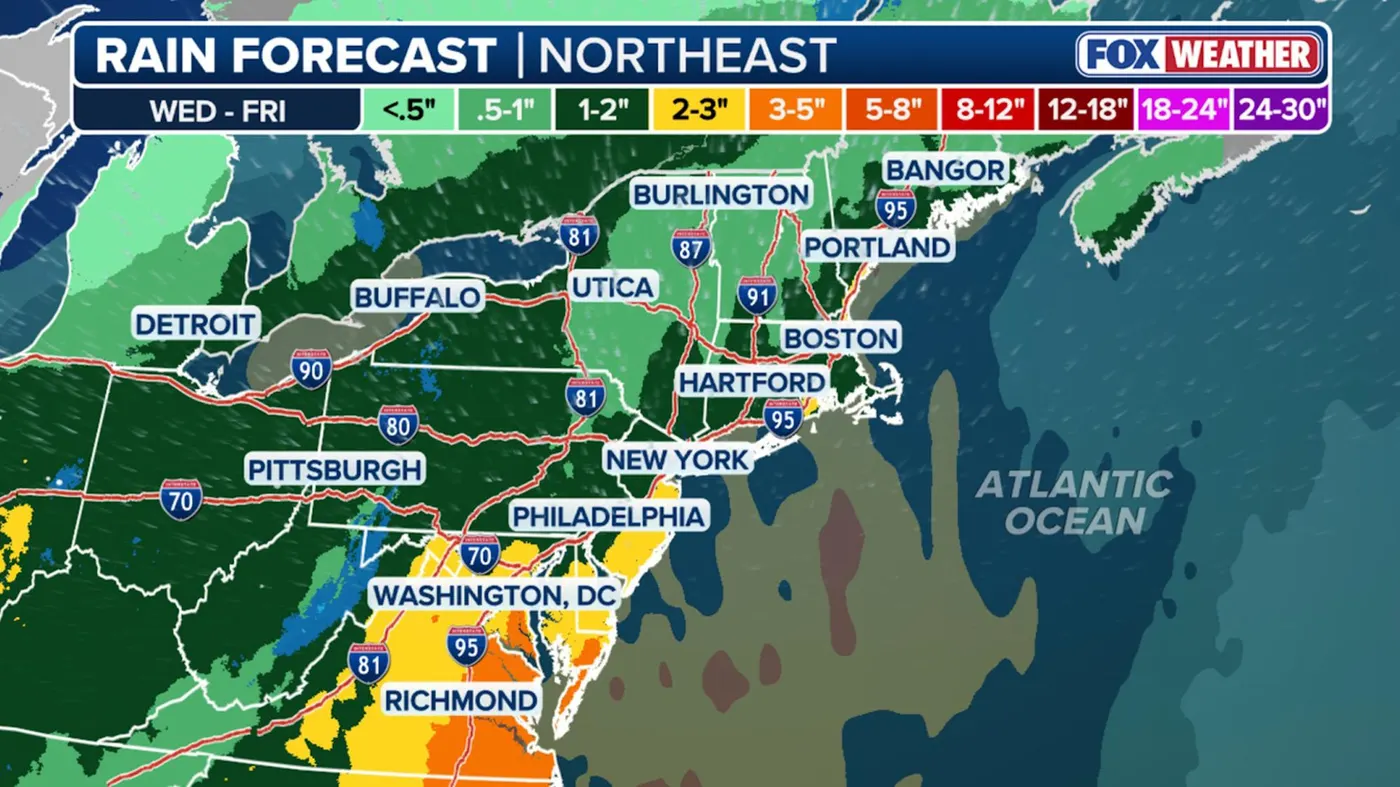 RAIN FORECAST | NORTHEAST
FOX WEATHER
WED - FRI
<.5"
.5-1"
1-2"
2-3"
3-5"
5-8"
8-12"
12-18"
18-24"
24-30"
BANGOR
BURLINGTON
95
81
87
PORTLAND
UTICA
91
BUFFALO
DETROIT
BOSTON
90
HARTFORD
81
80
95
NEW YORK
PITTSBURGH
70
ATLANTIC
OCEAN
PHILADELPHIA
70
WASHINGTON, DC
95
81
RICHMOND